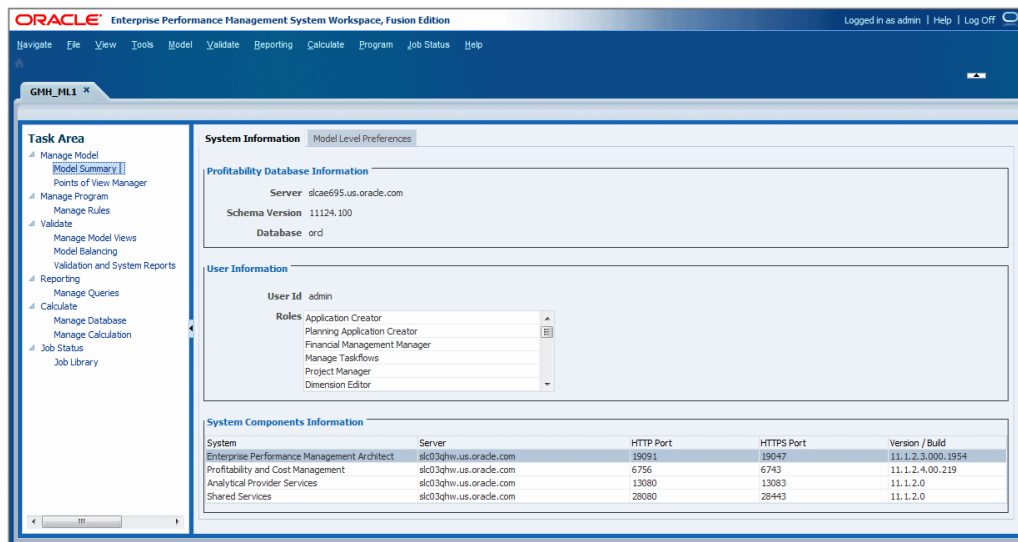 ORACLE® Enterprise Performance Management System Workspace, Fusion Edition
Logged in as admin | Help | Log Off
Navigate File View Tools Model Validate Reporting Calculate Program Job Status Help
GMH_ML1 ×
Task Area
Manage Model
Model Summary
Points of View Manager
Manage Program
Manage Rules
Validate
Manage Model Views
Model Balancing
Validation and System Reports
Reporting
Manage Queries
Calculate
Manage Database
Manage Calculation
Job Status
Job Library
System Information Model Level Preferences
Profitability Database Information
Server slcae695.us.oracle.com
Schema Version 11124.100
Database orcl
User Information
User Id admin
Roles Application Creator
Planning Application Creator
Financial Management Manager
Manage Taskflows
Project Manager
Dimension Editor
System Components Information
System Server HTTP Port HTTPS Port Version / Build
Enterprise Performance Management Architect slc03qhw.us.oracle.com 19091 19047 11.1.2.3.000.1954
Profitability and Cost Management slc03qhw.us.oracle.com 6756 6743 11.1.2.4.00.219
Analytical Provider Services slc03qhw.us.oracle.com 13080 13083 11.1.2.0
Shared Services slc03qhw.us.oracle.com 28080 28443 11.1.2.0